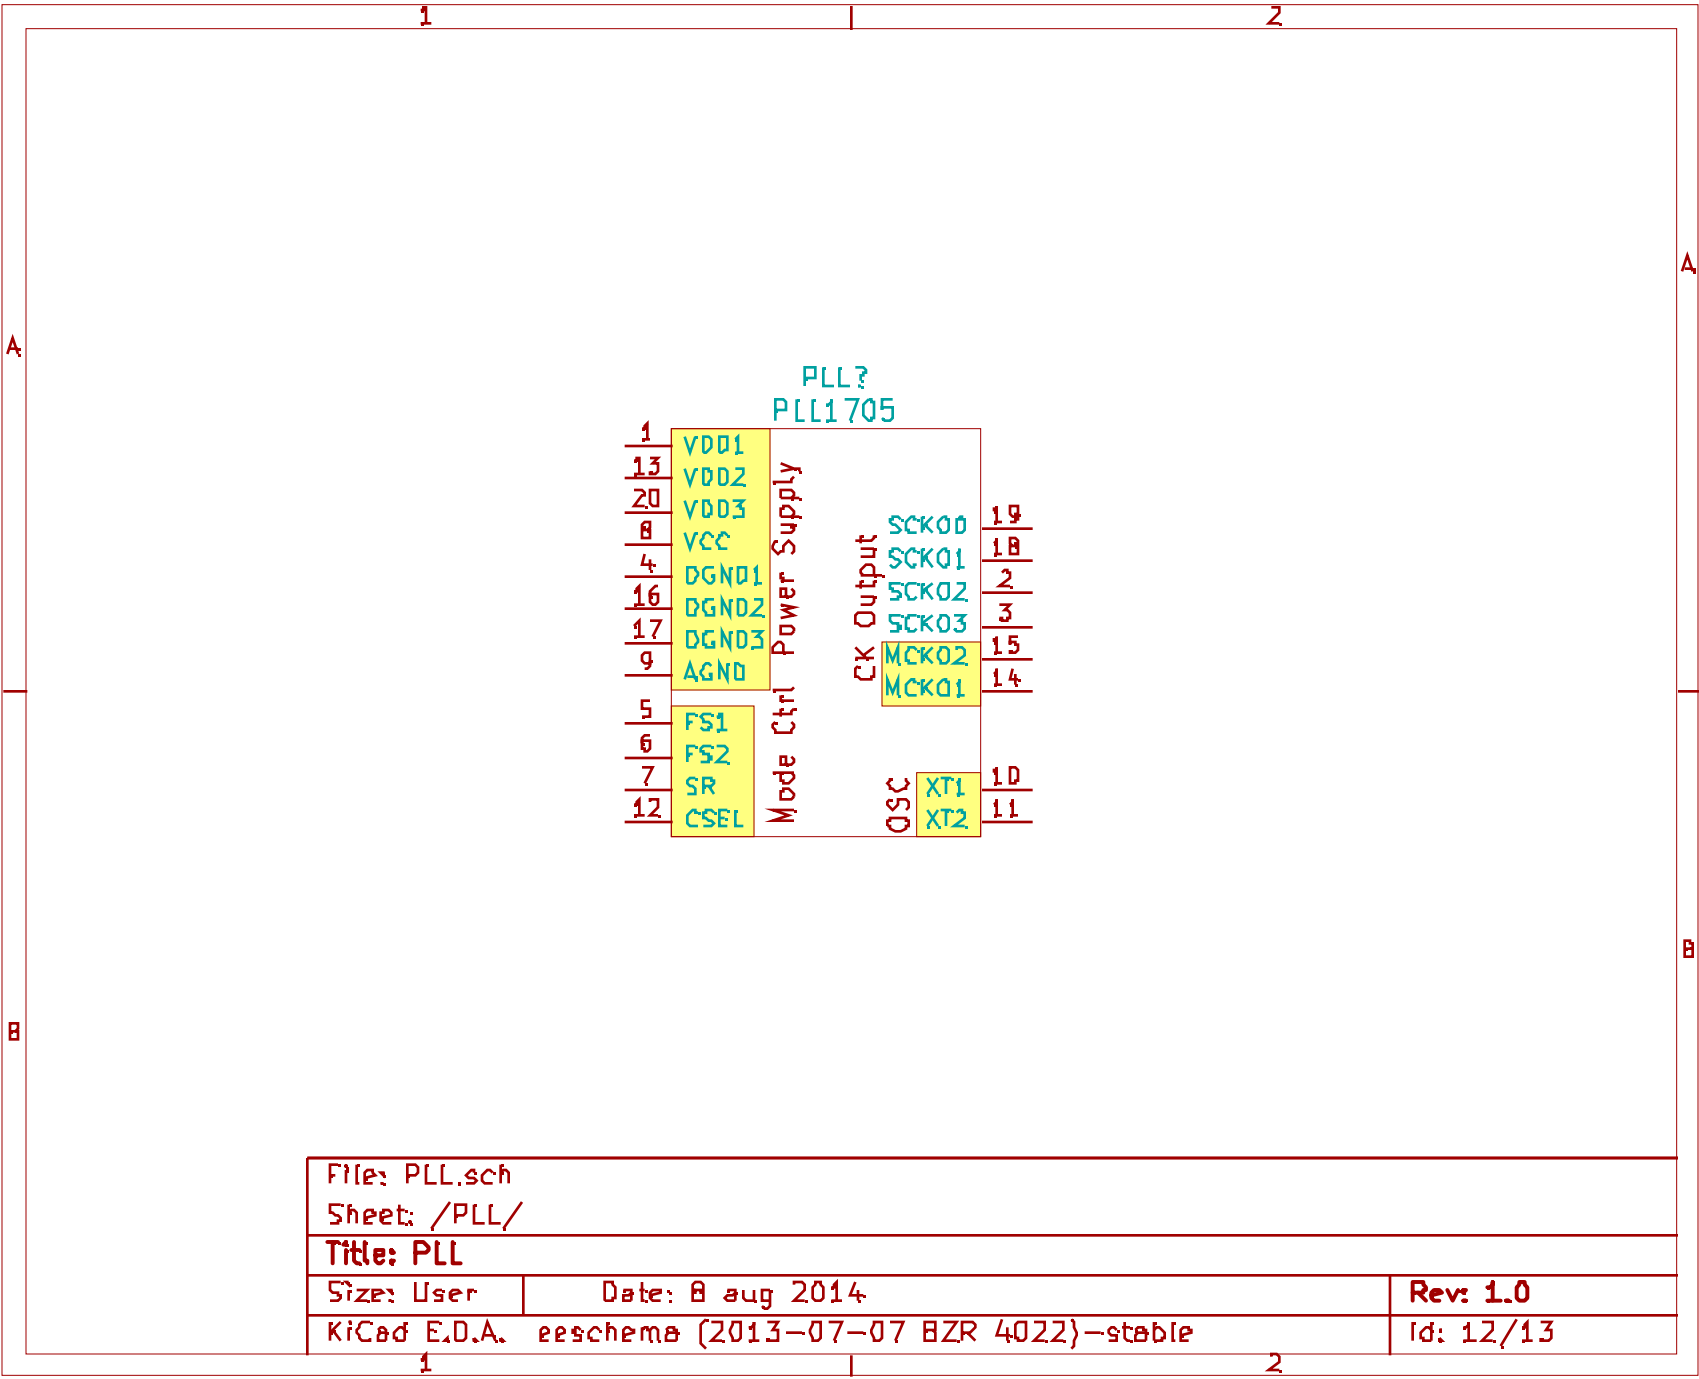 1 2
A
A
PLL?
PLL1705
1 VDD1
13 VDD2
20 VDD3
8 VCC
4 DGND1
16 DGND2
17 DGND3
9 AGND
Power Supply
5 FS1
6 FS2
7 SR
12 CSEL
Mode Ctrl
SCKO0 19
SCKO1 18
SCKO2 2
SCKO3 3
MCKO2 15
MCKO1 14
CK Output
XT1 10
XT2 11
OSC
B
B
File: PLL.sch
Sheet: /PLL/
Title: PLL
Size: User Date: 8 aug 2014 Rev: 1.0
KiCad E.D.A. eeschema (2013-07-07 BZR 4022)-stable Id: 12/13
1 2